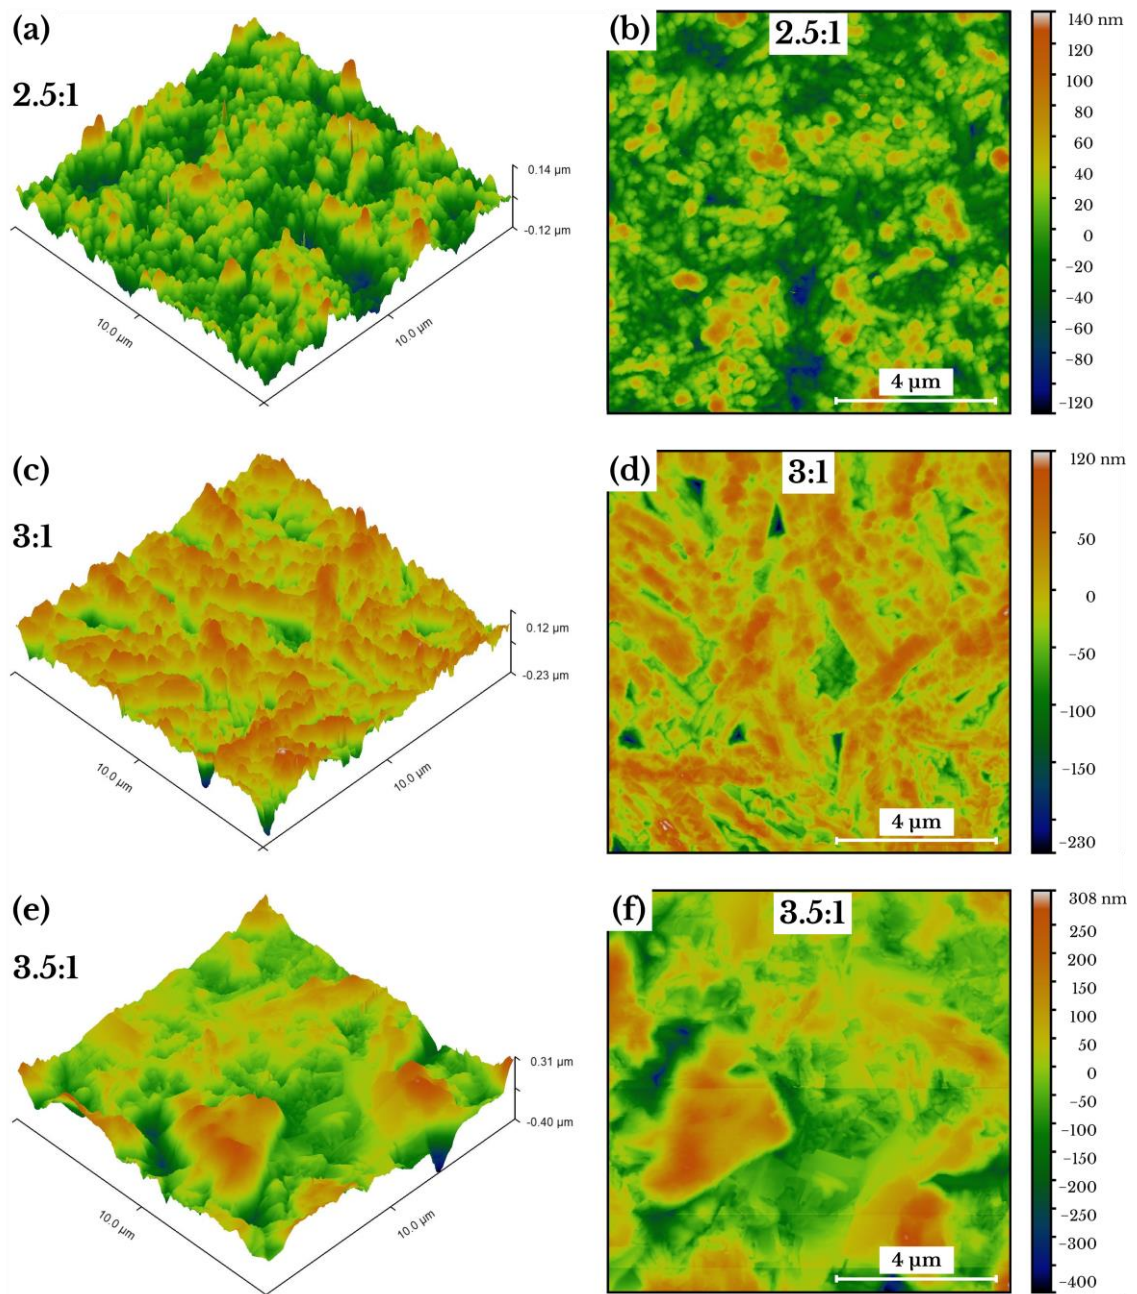 (a)
2.5:1
0.14 µm
-0.12 µm
10.0 µm
10.0 µm
(b)
2.5:1
4 µm
140 nm
120
100
80
60
40
20
0
−20
−40
−60
−80
−120
(c)
3:1
0.12 µm
-0.23 µm
10.0 µm
10.0 µm
(d)
3:1
4 µm
120 nm
50
0
−50
−100
−150
−230
(e)
3.5:1
0.31 µm
-0.40 µm
10.0 µm
10.0 µm
(f)
3.5:1
4 µm
308 nm
250
200
150
100
50
0
−50
−100
−150
−200
−250
−300
−400